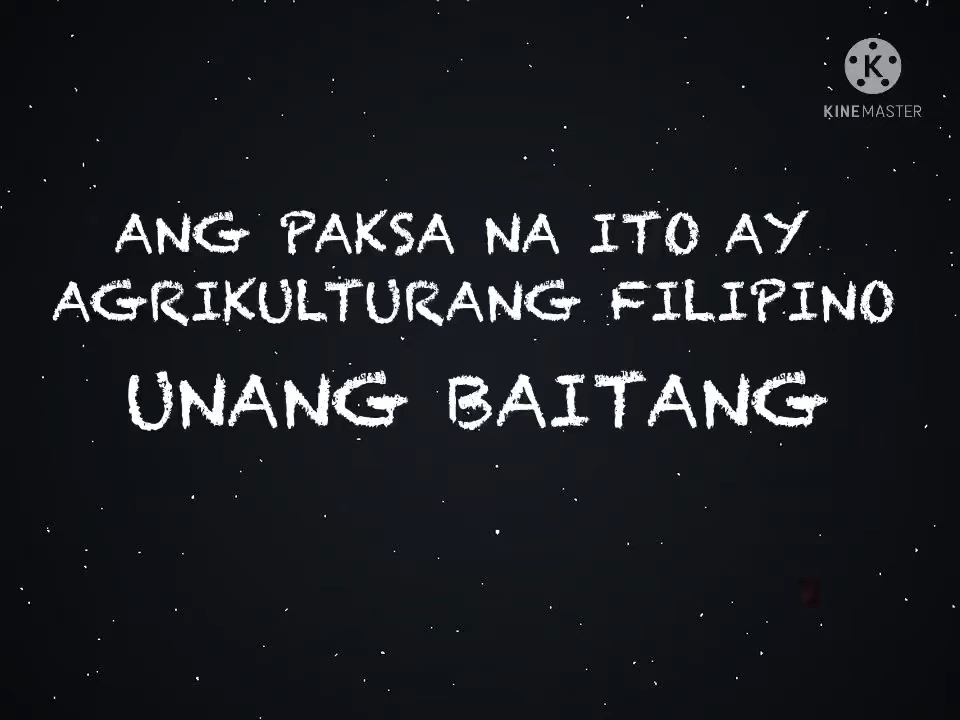 K
KINEMASTER
ANG PAKSA NA ITO AY
AGRIKULTURANG FILIPINO
UNANG BAITANG